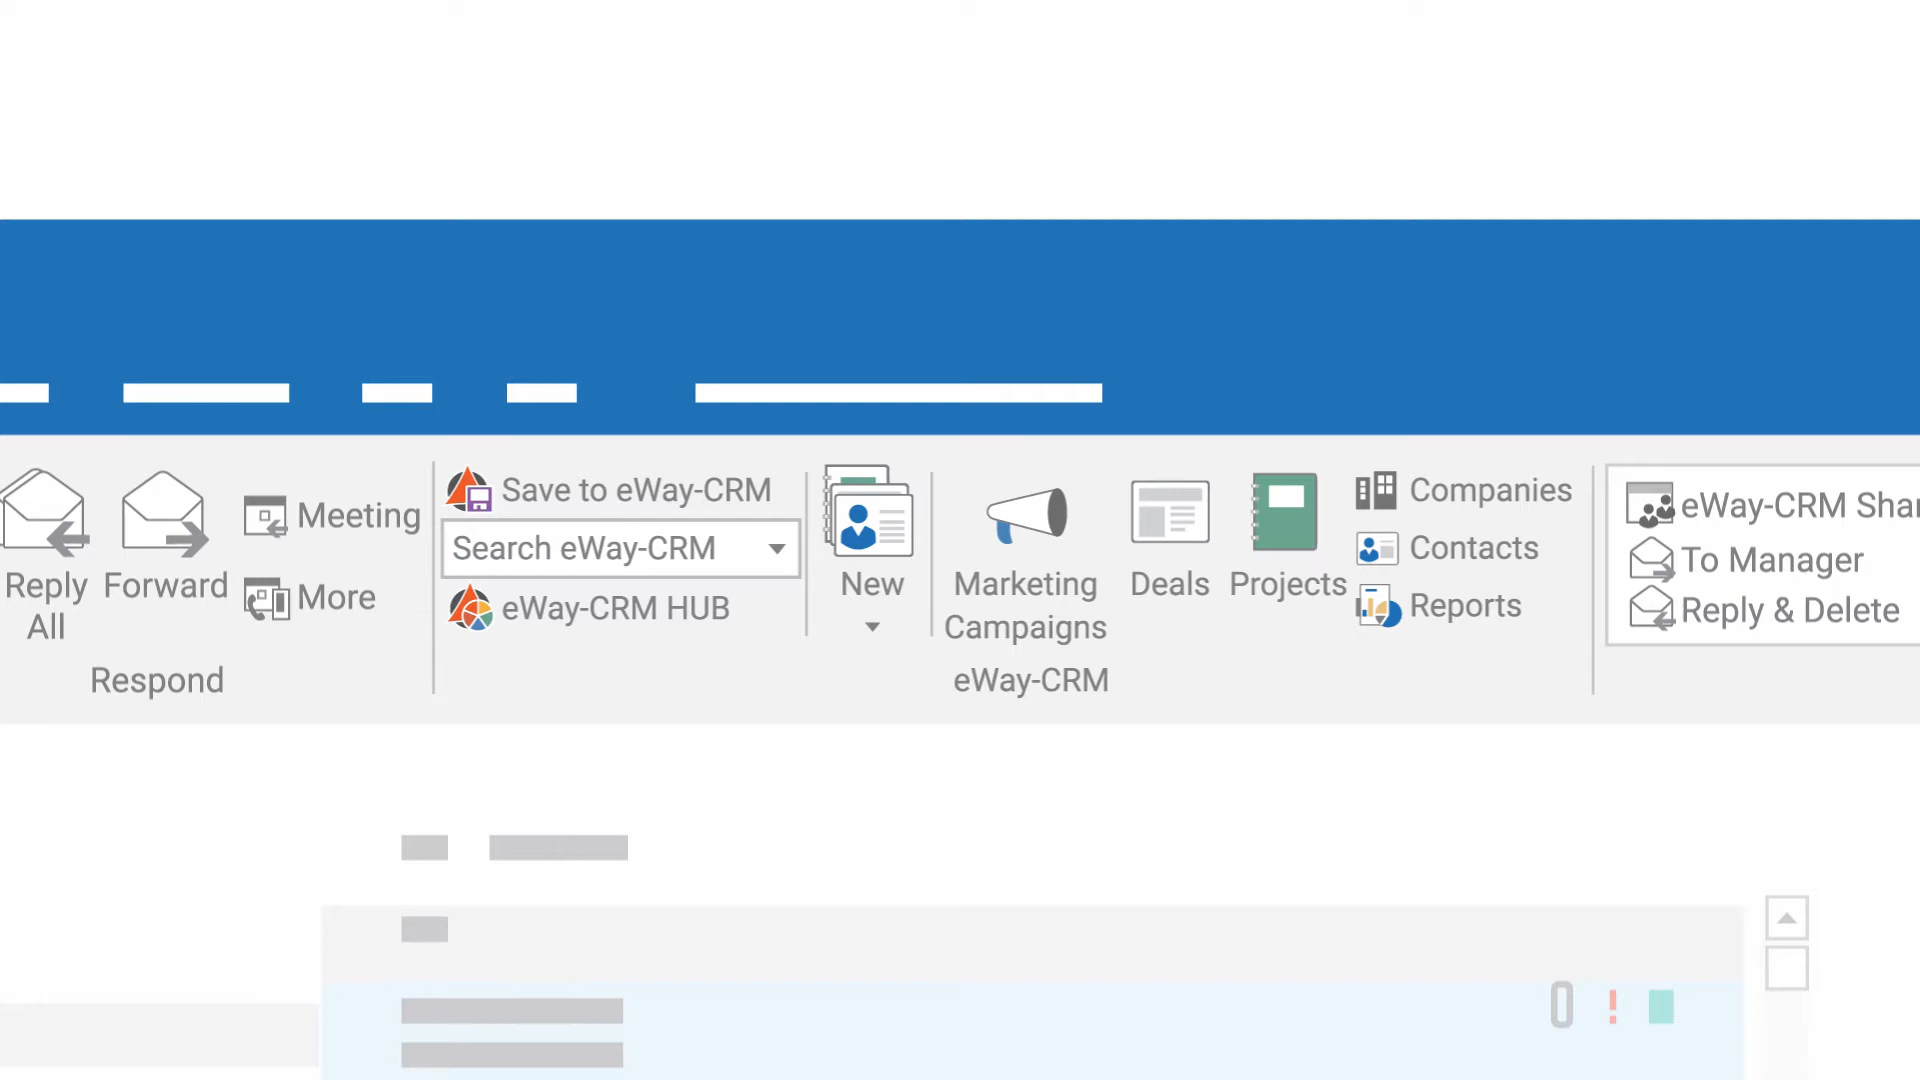 Reply
All
Forward
Meeting
More
Respond
Save to eWay-CRM
Search eWay-CRM
eWay-CRM HUB
New
Marketing
Campaigns
Deals
Projects
Companies
Contacts
Reports
eWay-CRM
eWay-CRM Shar
To Manager
Reply & Delete